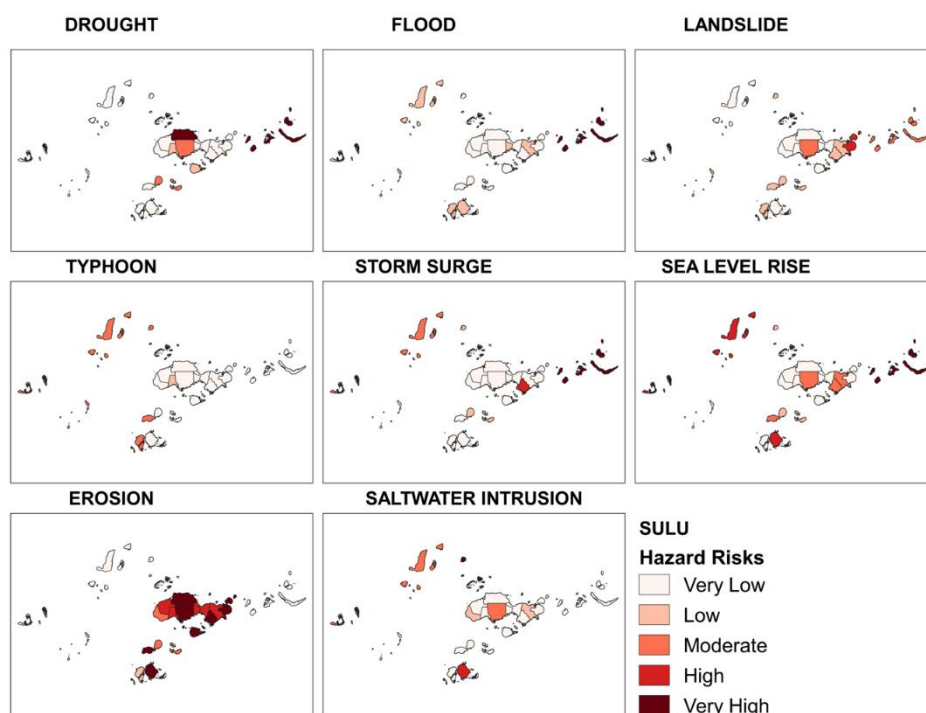 DROUGHT
FLOOD
LANDSLIDE
TYPHOON
STORM SURGE
SEA LEVEL RISE
EROSION
SALTWATER INTRUSION
SULU
Hazard Risks
Very Low
Low
Moderate
High
Very High